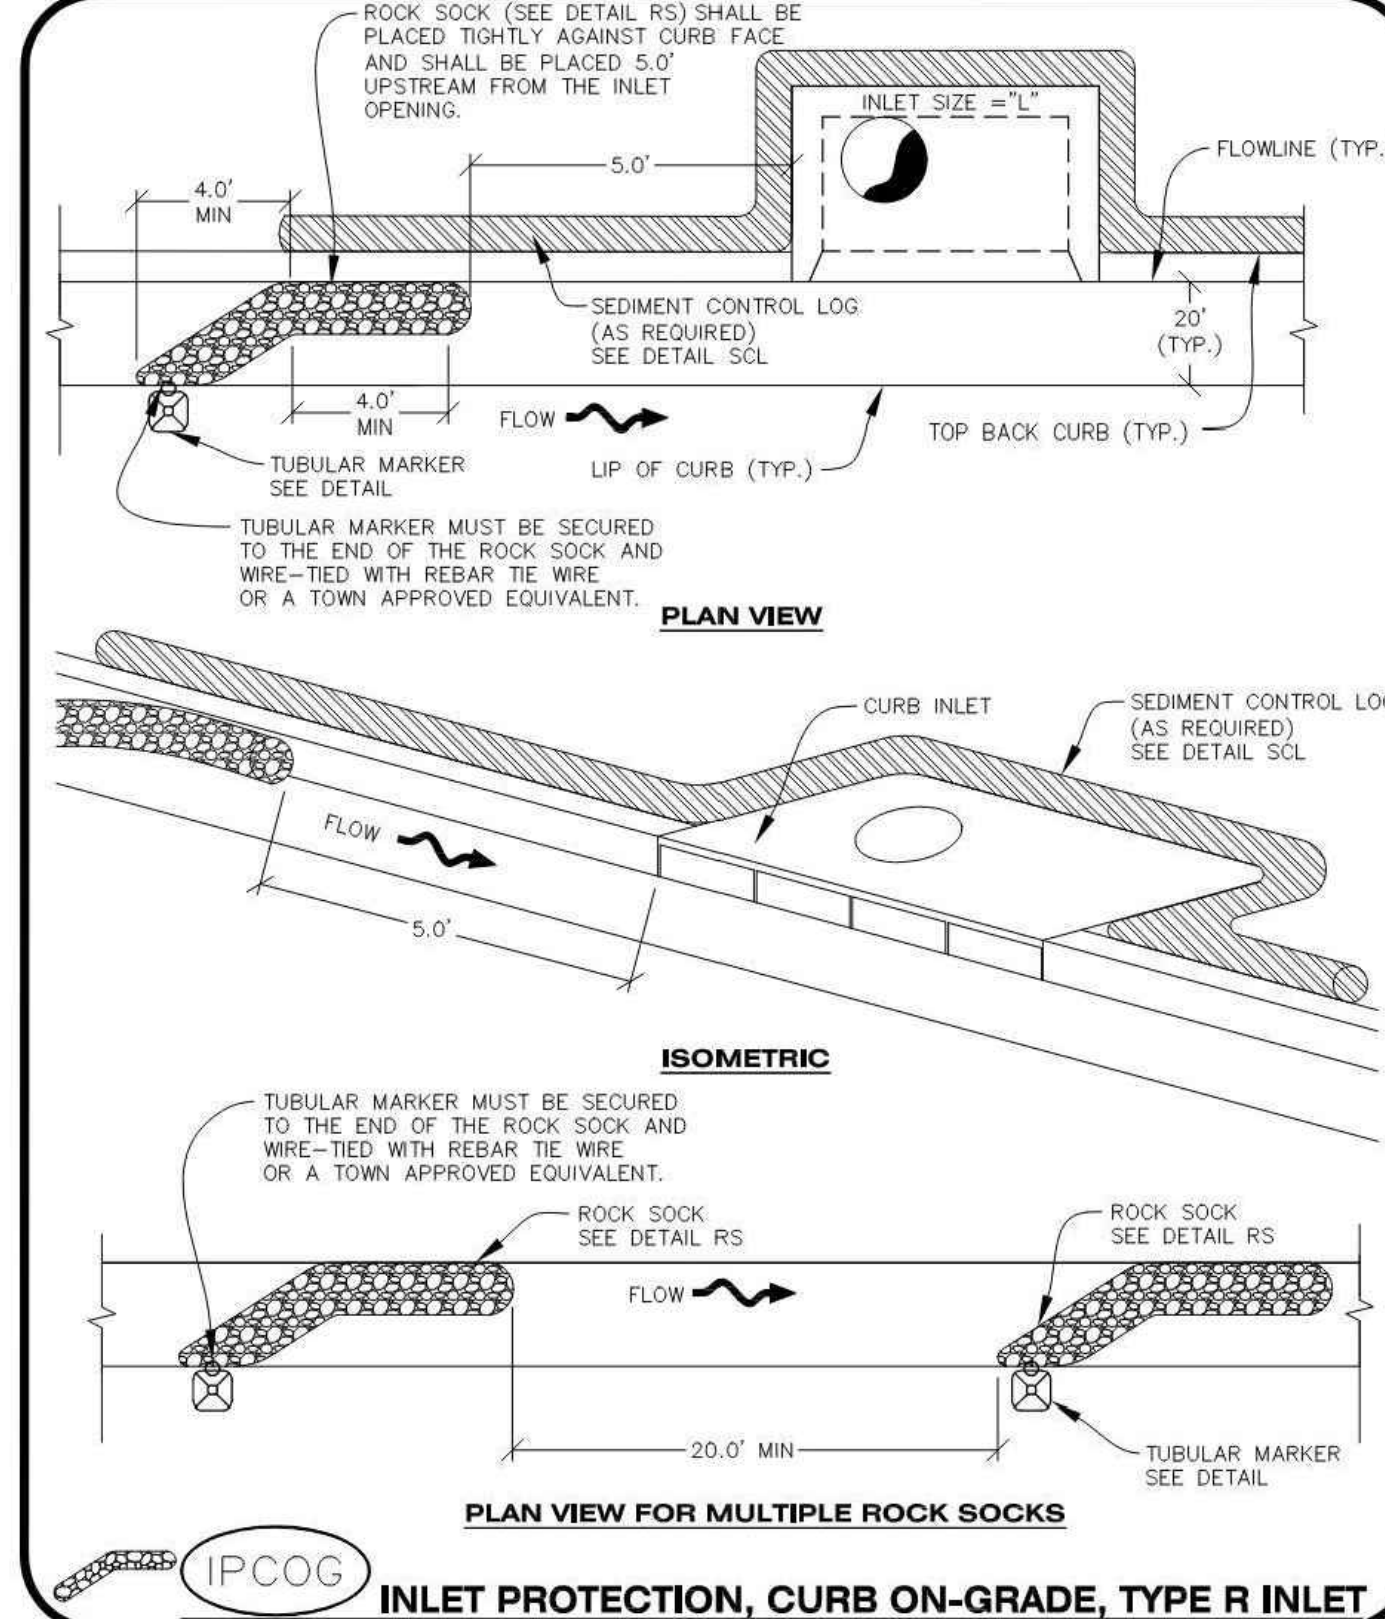 ROCK SOCK (SEE DETAIL RS) SHALL BE
PLACED TIGHTLY AGAINST CURB FACE
AND SHALL BE PLACED 5.0'
UPSTREAM FROM THE INLET
OPENING.
INLET SIZE ="L"
FLOWLINE (TYP.
5.0'
4.0'
MIN
SEDIMENT CONTROL LOG
(AS REQUIRED)
SEE DETAIL SCL
20'
(TYP.)
4.0'
MIN
FLOW
TOP BACK CURB (TYP.)
LIP OF CURB (TYP.)
TUBULAR MARKER
SEE DETAIL
TUBULAR MARKER MUST BE SECURED
TO THE END OF THE ROCK SOCK AND
WIRE-TIED WITH REBAR TIE WIRE
OR A TOWN APPROVED EQUIVALENT.
PLAN VIEW
CURB INLET
SEDIMENT CONTROL LOG
(AS REQUIRED)
SEE DETAIL SCL
FLOW
5.0'
ISOMETRIC
TUBULAR MARKER MUST BE SECURED
TO THE END OF THE ROCK SOCK AND
WIRE-TIED WITH REBAR TIE WIRE
OR A TOWN APPROVED EQUIVALENT.
ROCK SOCK
SEE DETAIL RS
ROCK SOCK
SEE DETAIL RS
FLOW
20.0' MIN
TUBULAR MARKER
SEE DETAIL
PLAN VIEW FOR MULTIPLE ROCK SOCKS
IPCOG
INLET PROTECTION, CURB ON-GRADE, TYPE R INLET